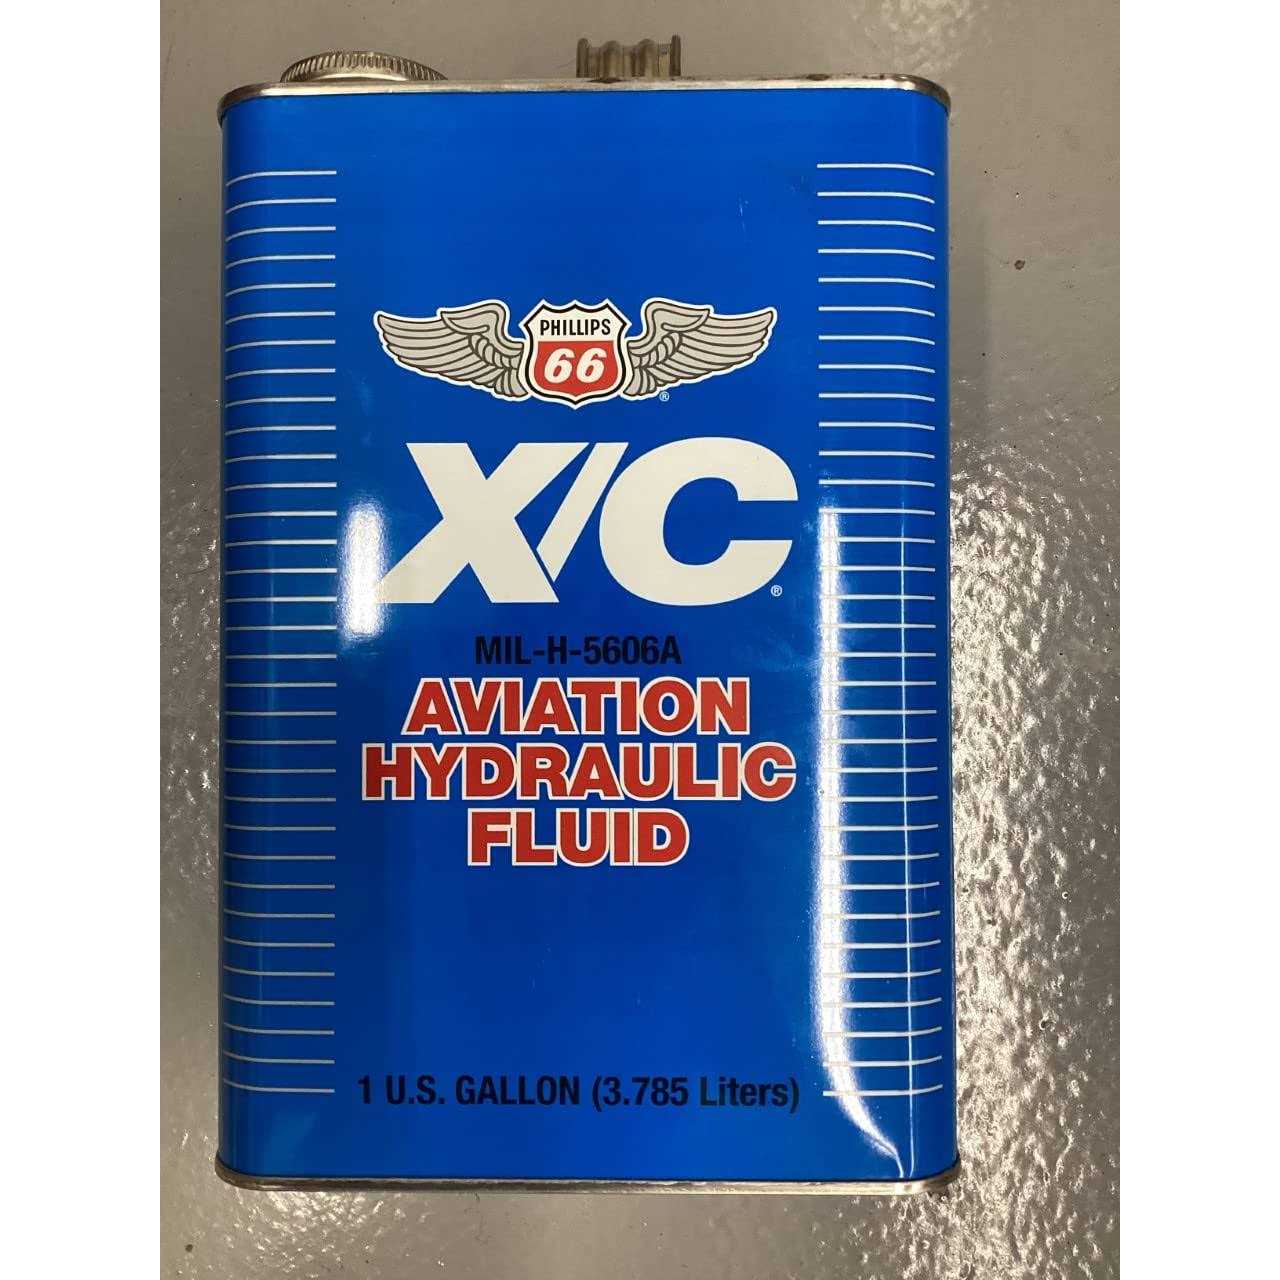 PHILLIPS
66
®
X/C
®
MIL-H-5606A
AVIATION
HYDRAULIC
FLUID
1 U.S. GALLON (3.785 Liters)